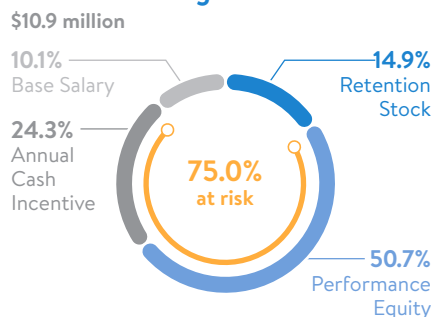 $10.9 million
10.1%
Base Salary
14.9%
Retention
Stock
24.3%
Annual
Cash
Incentive
75.0%
at risk
50.7%
Performance
Equity